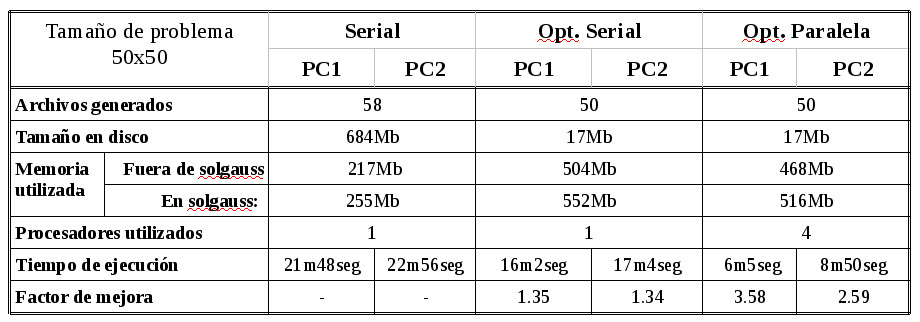 Tamaño de problema 50x50 Serial Opt. Serial Opt. Paralela
PC1 PC2 PC1 PC2 PC1 PC2
Archivos generados 58 50 50
Tamaño en disco 684Mb 17Mb 17Mb
Memoria utilizada Fuera de solgauss 217Mb 504Mb 468Mb
En solgauss: 255Mb 552Mb 516Mb
Procesadores utilizados 1 1 4
Tiempo de ejecución 21m48seg 22m56seg 16m2seg 17m4seg 6m5seg 8m50seg
Factor de mejora - - 1.35 1.34 3.58 2.59